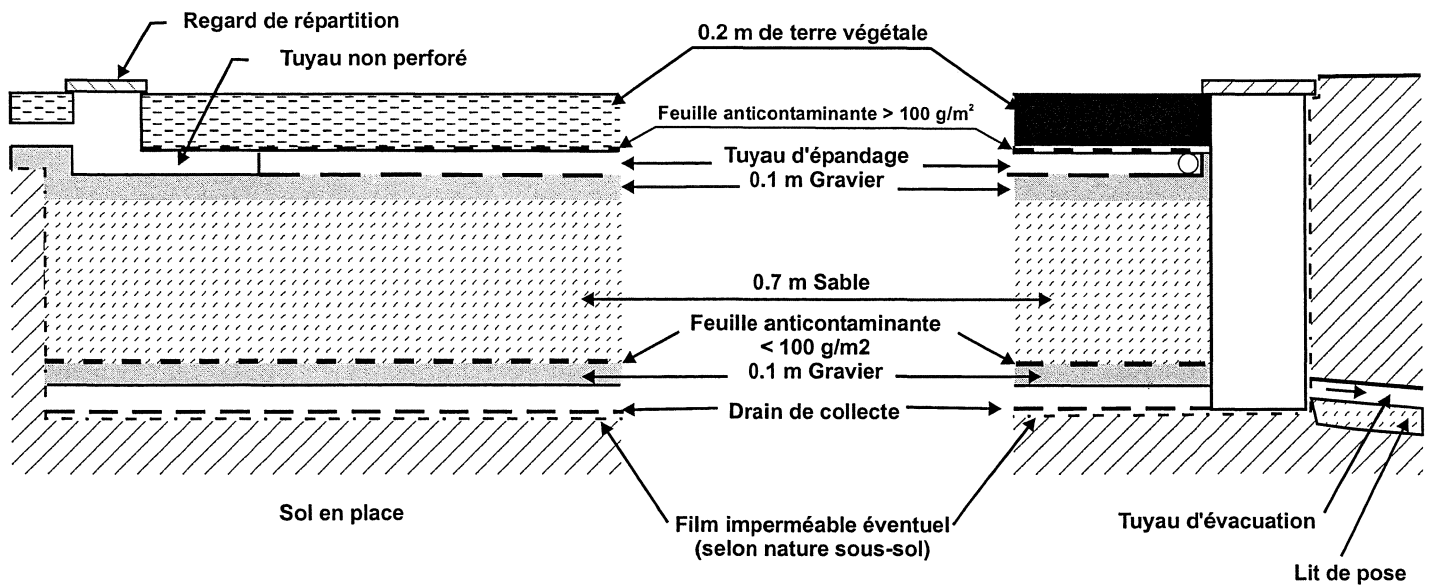 Regard de répartition
Tuyau non perforé
0.2 m de terre végétale
Feuille anticontaminante > 100 g/m²
Tuyau d'épandage
0.1 m Gravier
0.7 m Sable
Feuille anticontaminante
< 100 g/m2
0.1 m Gravier
Drain de collecte
Sol en place
Film imperméable éventuel
(selon nature sous-sol)
Tuyau d'évacuation
Lit de pose